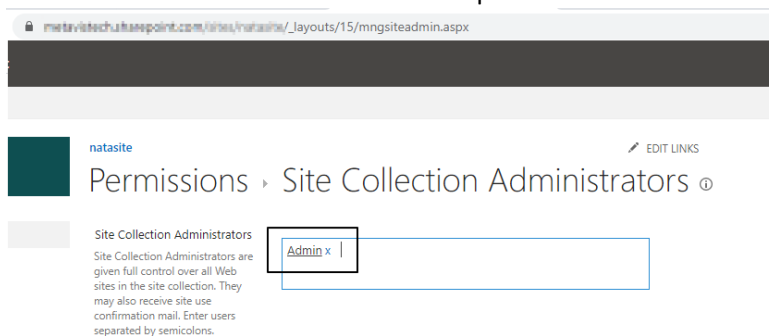 /_layouts/15/mngsiteadmin.aspx
natasite
EDIT LINKS
Permissions Site Collection Administrators
Site Collection Administrators
Site Collection Administrators are
given full control over all Web
sites in the site collection. They
may also receive site use
confirmation mail. Enter users
separated by semicolons.
Admin x